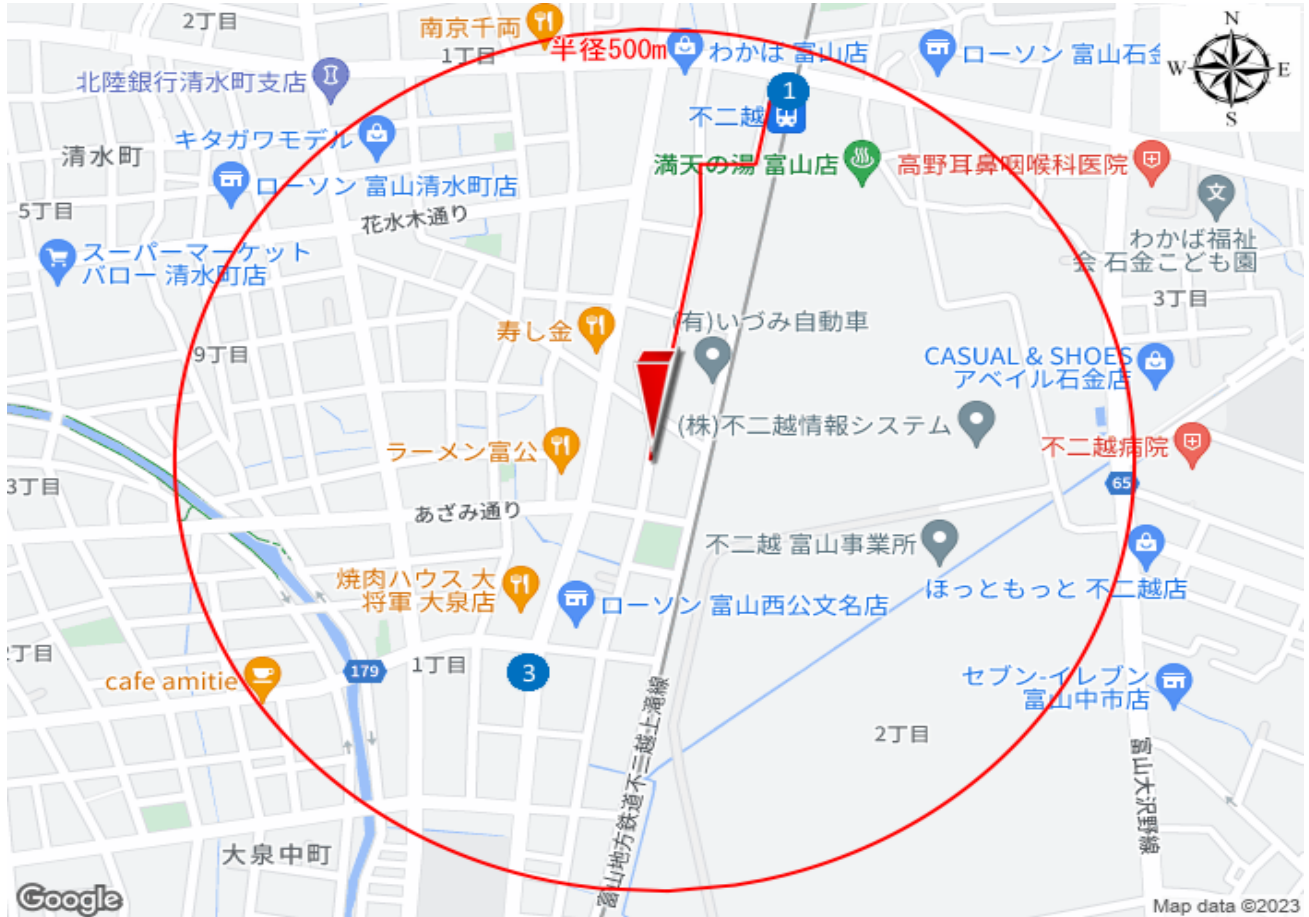 2丁目
南京千両
1丁目
半径500m
わかば 富山店
ローソン 富山石金
N
W
E
S
北陸銀行清水町支店
1
不二越
キタガワモデル
清水町
満天の湯 富山店
高野耳鼻咽喉科医院
ローソン 富山清水町店
文
5丁目
花水木通り
わかば福祉
会 石金こども園
スーパーマーケット
バロー 清水町店
3丁目
(有)いづみ自動車
寿し金
9丁目
CASUAL & SHOES
アベイル石金店
(株)不二越情報システム
ラーメン富公
不二越病院
3丁目
65
あざみ通り
不二越 富山事業所
焼肉ハウス 大
将軍 大泉店
ほっともっと 不二越店
ローソン 富山西公文名店
丁目
1丁目
179
3
cafe amitie
セブン-イレブン
富山中市店
2丁目
富山地方鉄道不二越上滝線
富山大沢野線
大泉中町
Google
Map data ©2023